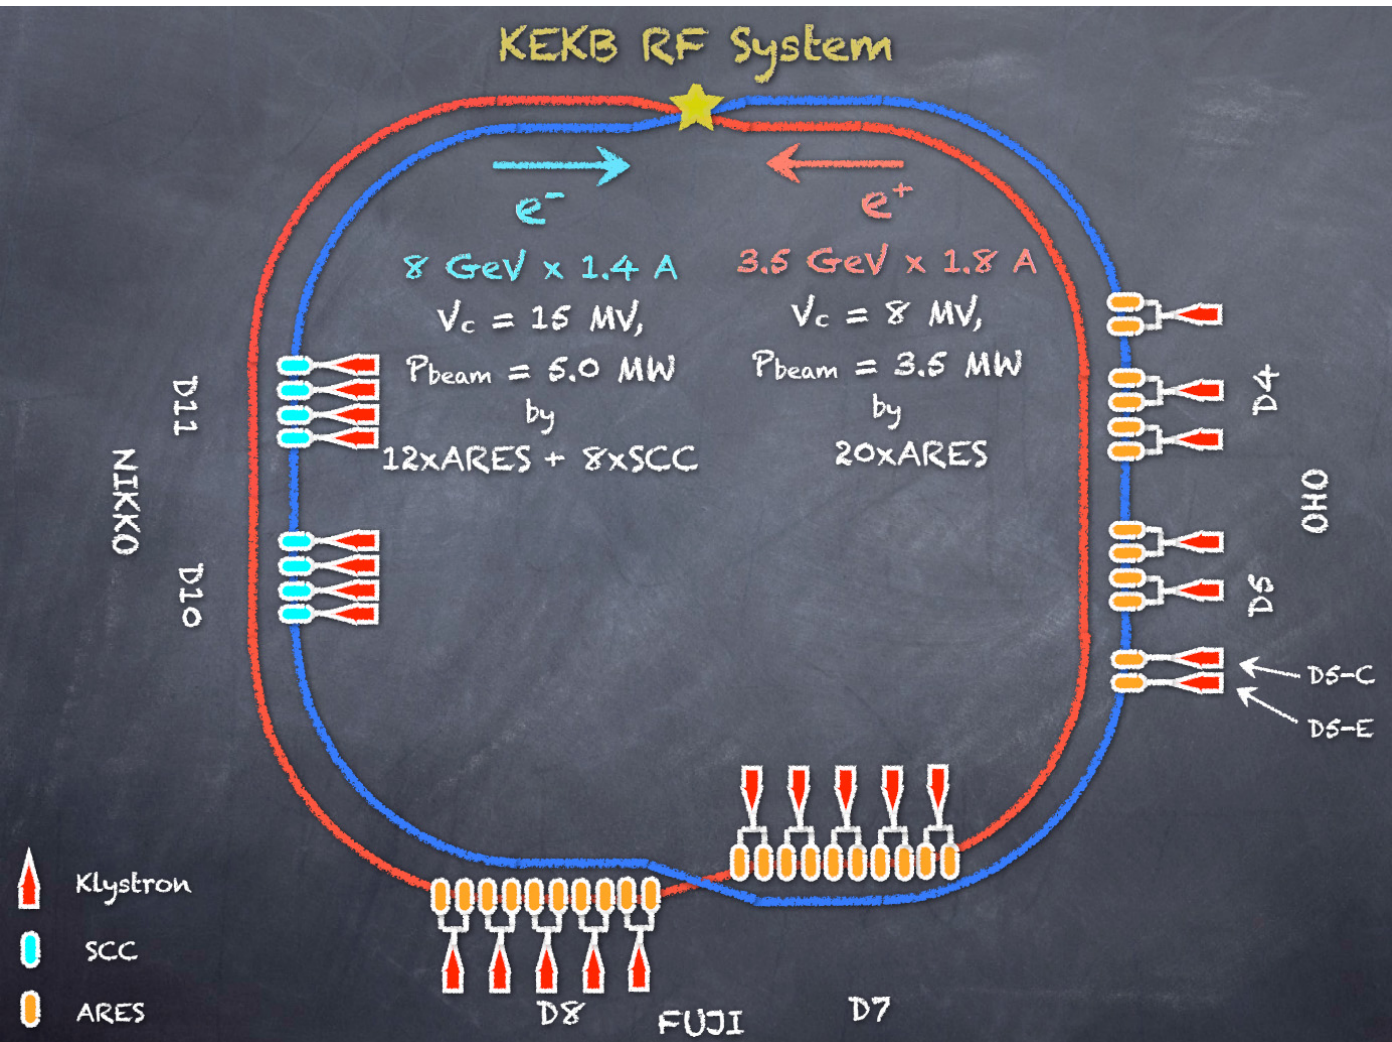 KEKB RF System
e⁻
8 GeV x 1.4 A
Vc = 15 MV,
Pbeam = 5.0 MW
by
12xARES + 8xSCC
e⁺
3.5 GeV x 1.8 A
Vc = 8 MV,
Pbeam = 3.5 MW
by
20xARES
D11
NIKKO
D10
D4
OHO
D5
D5-C
D5-E
Klystron
SCC
ARES
D8
FUJI
D7